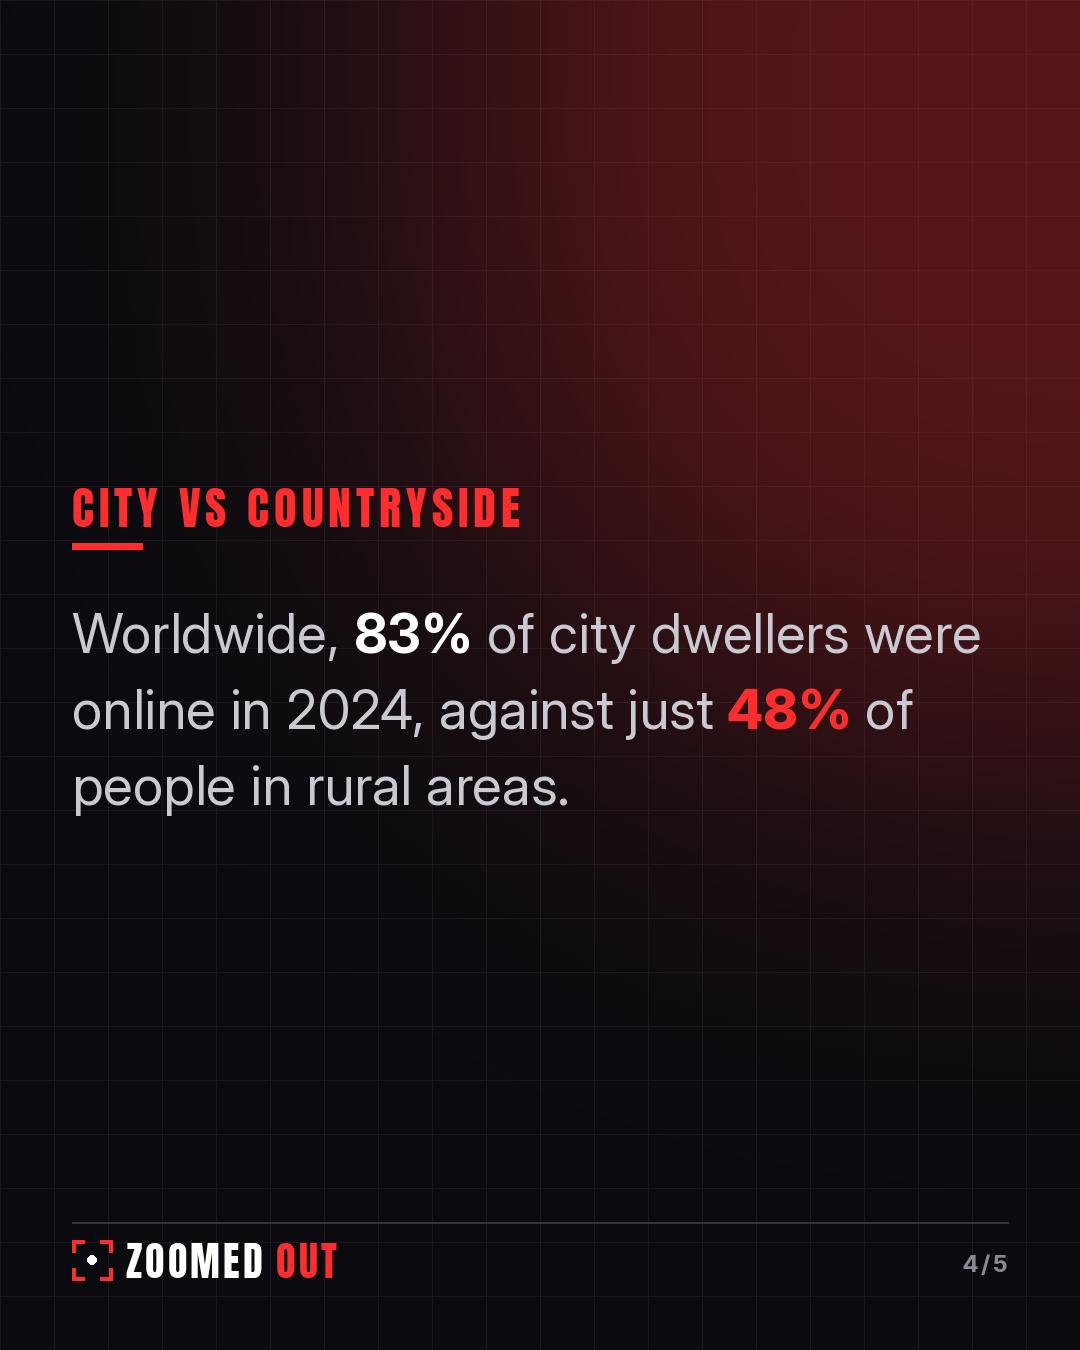 CITY VS COUNTRYSIDE
Worldwide, 83% of city dwellers were
online in 2024, against just 48% of
people in rural areas.
ZOOMED OUT
4/5